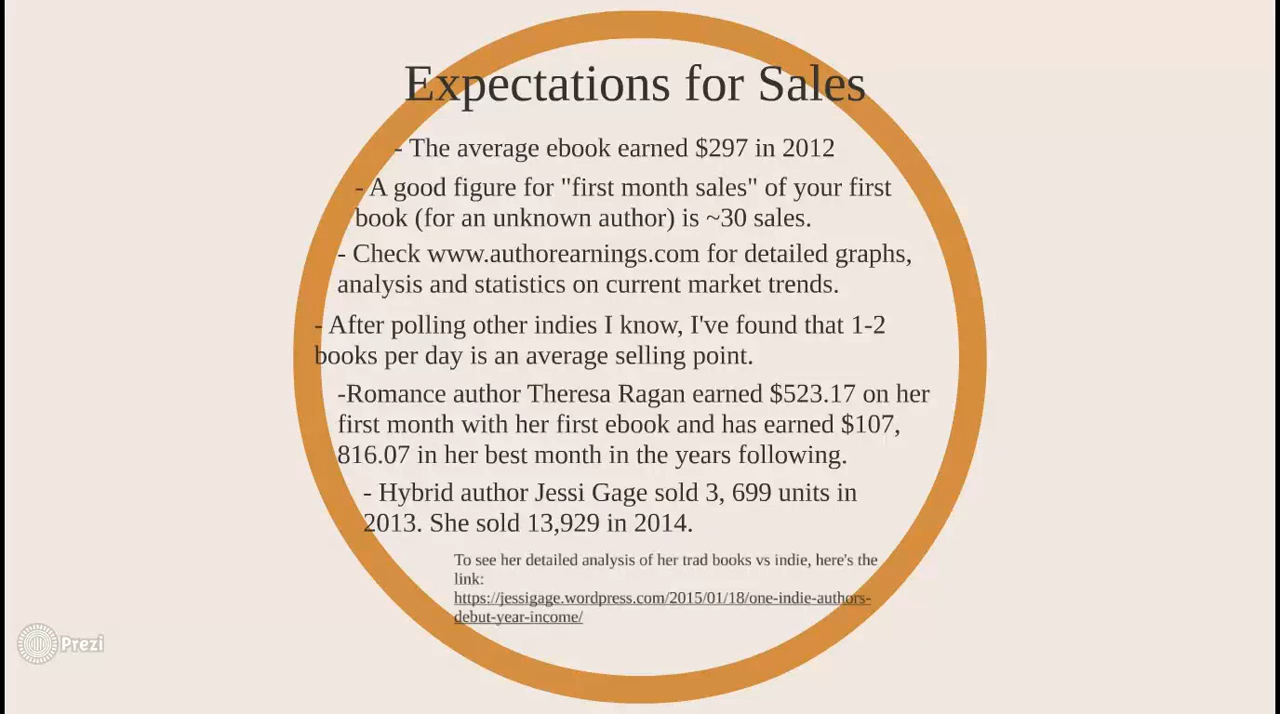 Expectations for Sales
- The average ebook earned $297 in 2012
- A good figure for "first month sales" of your first
book (for an unknown author) is ~30 sales.
- Check www.authorearnings.com for detailed graphs,
analysis and statistics on current market trends.
- After polling other indies I know, I've found that 1-2
books per day is an average selling point.
-Romance author Theresa Ragan earned $523.17 on her
first month with her first ebook and has earned $107,
816.07 in her best month in the years following.
- Hybrid author Jessi Gage sold 3, 699 units in
2013. She sold 13,929 in 2014.
To see her detailed analysis of her trad books vs indie, here's the
link:
https://jessigage.wordpress.com/2015/01/18/one-indie-authors-
debut-year-income/
Prezi